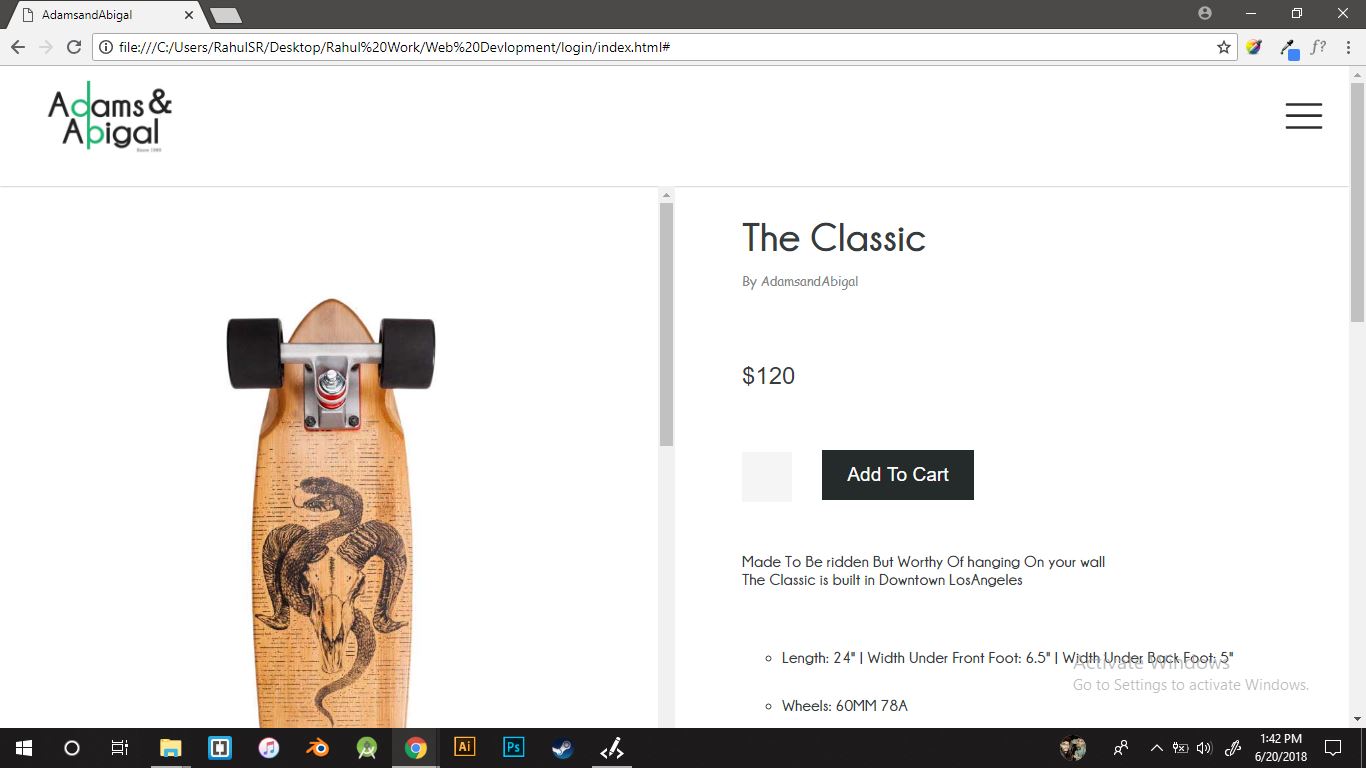 AdamsandAbigal
file:///C:/Users/RahulSR/Desktop/Rahul%20Work/Web%20Devlopment/login/index.html#
f?
Adams &
Abigal
Since 1989
The Classic
By AdamsandAbigal
$120
Add To Cart
Made To Be ridden But Worthy Of hanging On your wall
The Classic is built in Downtown LosAngeles
Length: 24" | Width Under Front Foot: 6.5" | Width Under Back Foot: 5"
Activate Windows
Go to Settings to activate Windows.
Wheels: 60MM 78A
Ai
Ps
1:42 PM
6/20/2018